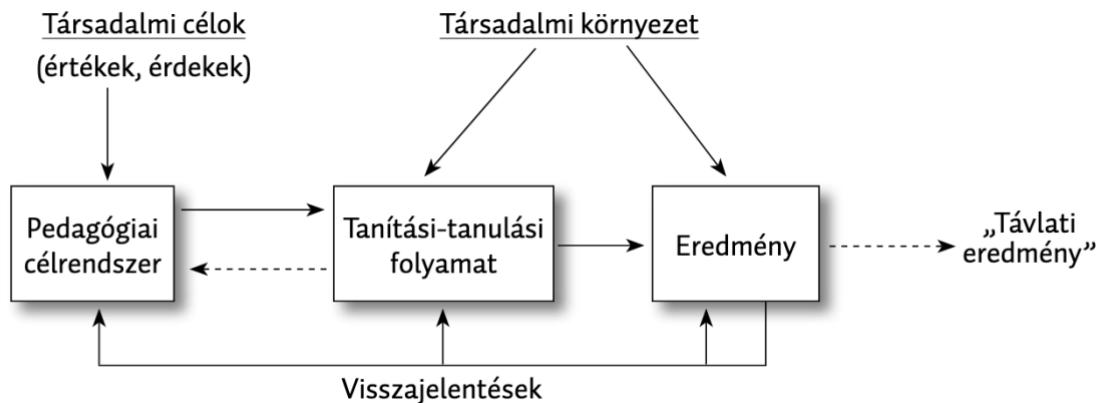 Társadalmi célok
(értékek, érdekek)
Társadalmi környezet
Pedagógiai
célrendszer
Tanítási-tanulási
folyamat
Eredmény
„Távlati
eredmény”
Visszajelentések